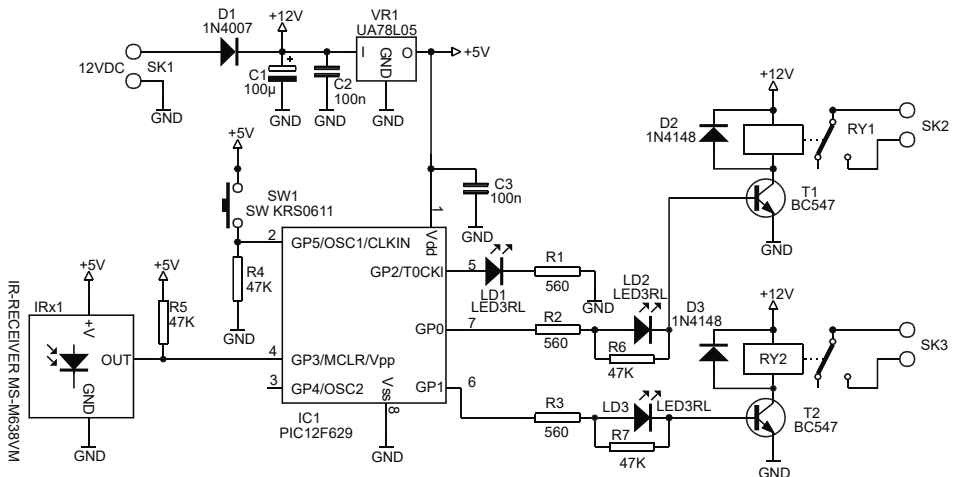 D1
1N4007
+12V
VR1
UA78L05
I
O
GND
+5V
12VDC
SK1
GND
C1
100µ
+
GND
C2
100n
GND
GND
+5V
SW1
SW KRS0611
C3
100n
GND
1
Vdd
2
GP5/OSC1/CLKIN
R4
47K
GND
+5V
+5V
R5
47K
IRx1
+V
OUT
GND
GND
IR-RECEIVER MS-M638VM
4
GP3/MCLR/Vpp
3
GP4/OSC2
Vss
8
GND
IC1
PIC12F629
GP2/T0CKI
5
LD1
LED3RL
R1
560
GND
GP0
7
R2
560
LD2
LED3RL
R6
47K
GP1
6
R3
560
LD3
LED3RL
R7
47K
+12V
D2
1N4148
RY1
SK2
T1
BC547
GND
+12V
D3
1N4148
RY2
SK3
T2
BC547
GND